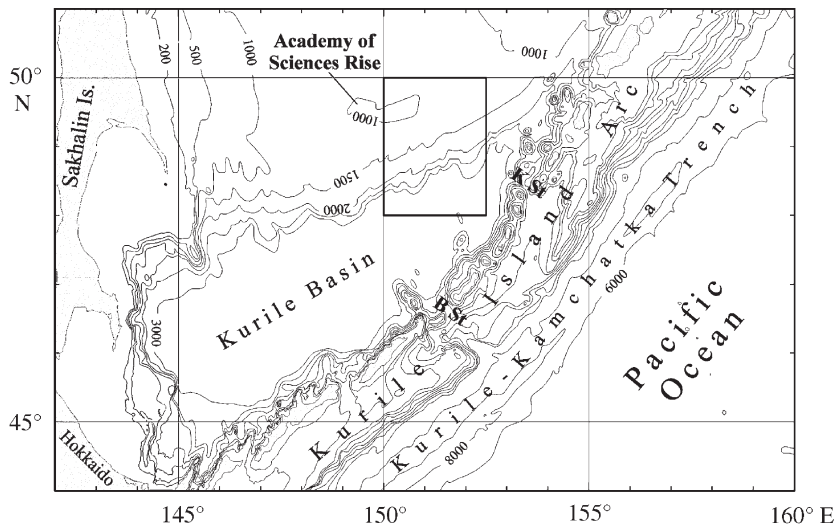 Academy of
Sciences Rise
200
500
1000
1000
50°
N
1000
Sakhalin Is.
1500
2000
K St
Kurile Basin
B St
3000
Kurile Island Arc
Kurile - Kamchatka Trench
6000
8000
Pacific
Ocean
45°
Hokkaido
145°
150°
155°
160° E